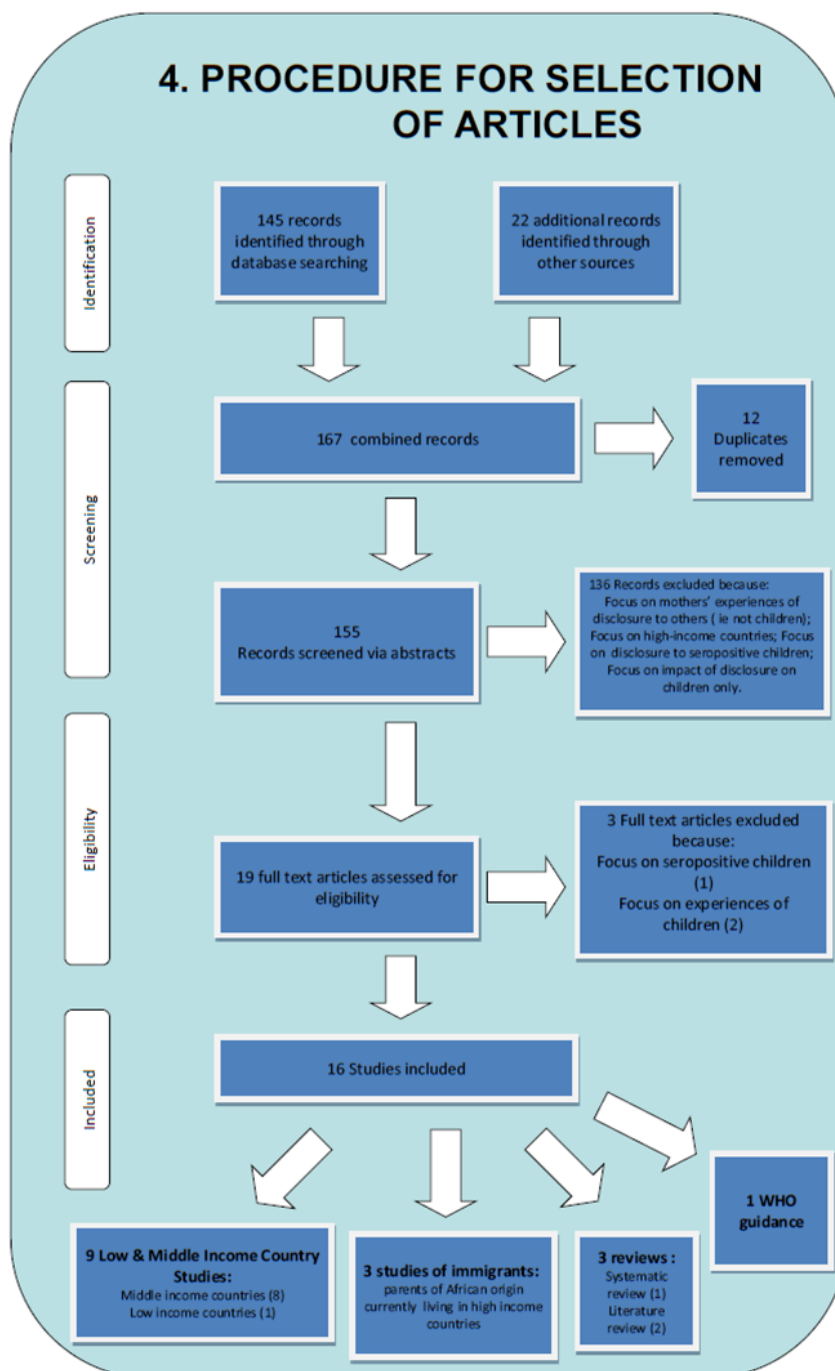 4. PROCEDURE FOR SELECTION
OF ARTICLES
Identification
145 records
identified through
database searching
22 additional records
identified through
other sources
Screening
167 combined records
12
Duplicates
removed
155
Records screened via abstracts
136 Records excluded because:
Focus on mothers’ experiences of
disclosure to others ( ie not children);
Focus on high-income countries; Focus
on disclosure to seropositive children;
Focus on impact of disclosure on
children only.
Eligibility
19 full text articles assessed for
eligibility
3 Full text articles excluded
because:
Focus on seropositive children
(1)
Focus on experiences of
children (2)
Included
16 Studies included
9 Low & Middle Income Country
Studies:
Middle income countries (8)
Low income countries (1)
3 studies of immigrants:
parents of African origin
currently living in high income
countries
3 reviews :
Systematic
review (1)
Literature
review (2)
1 WHO
guidance